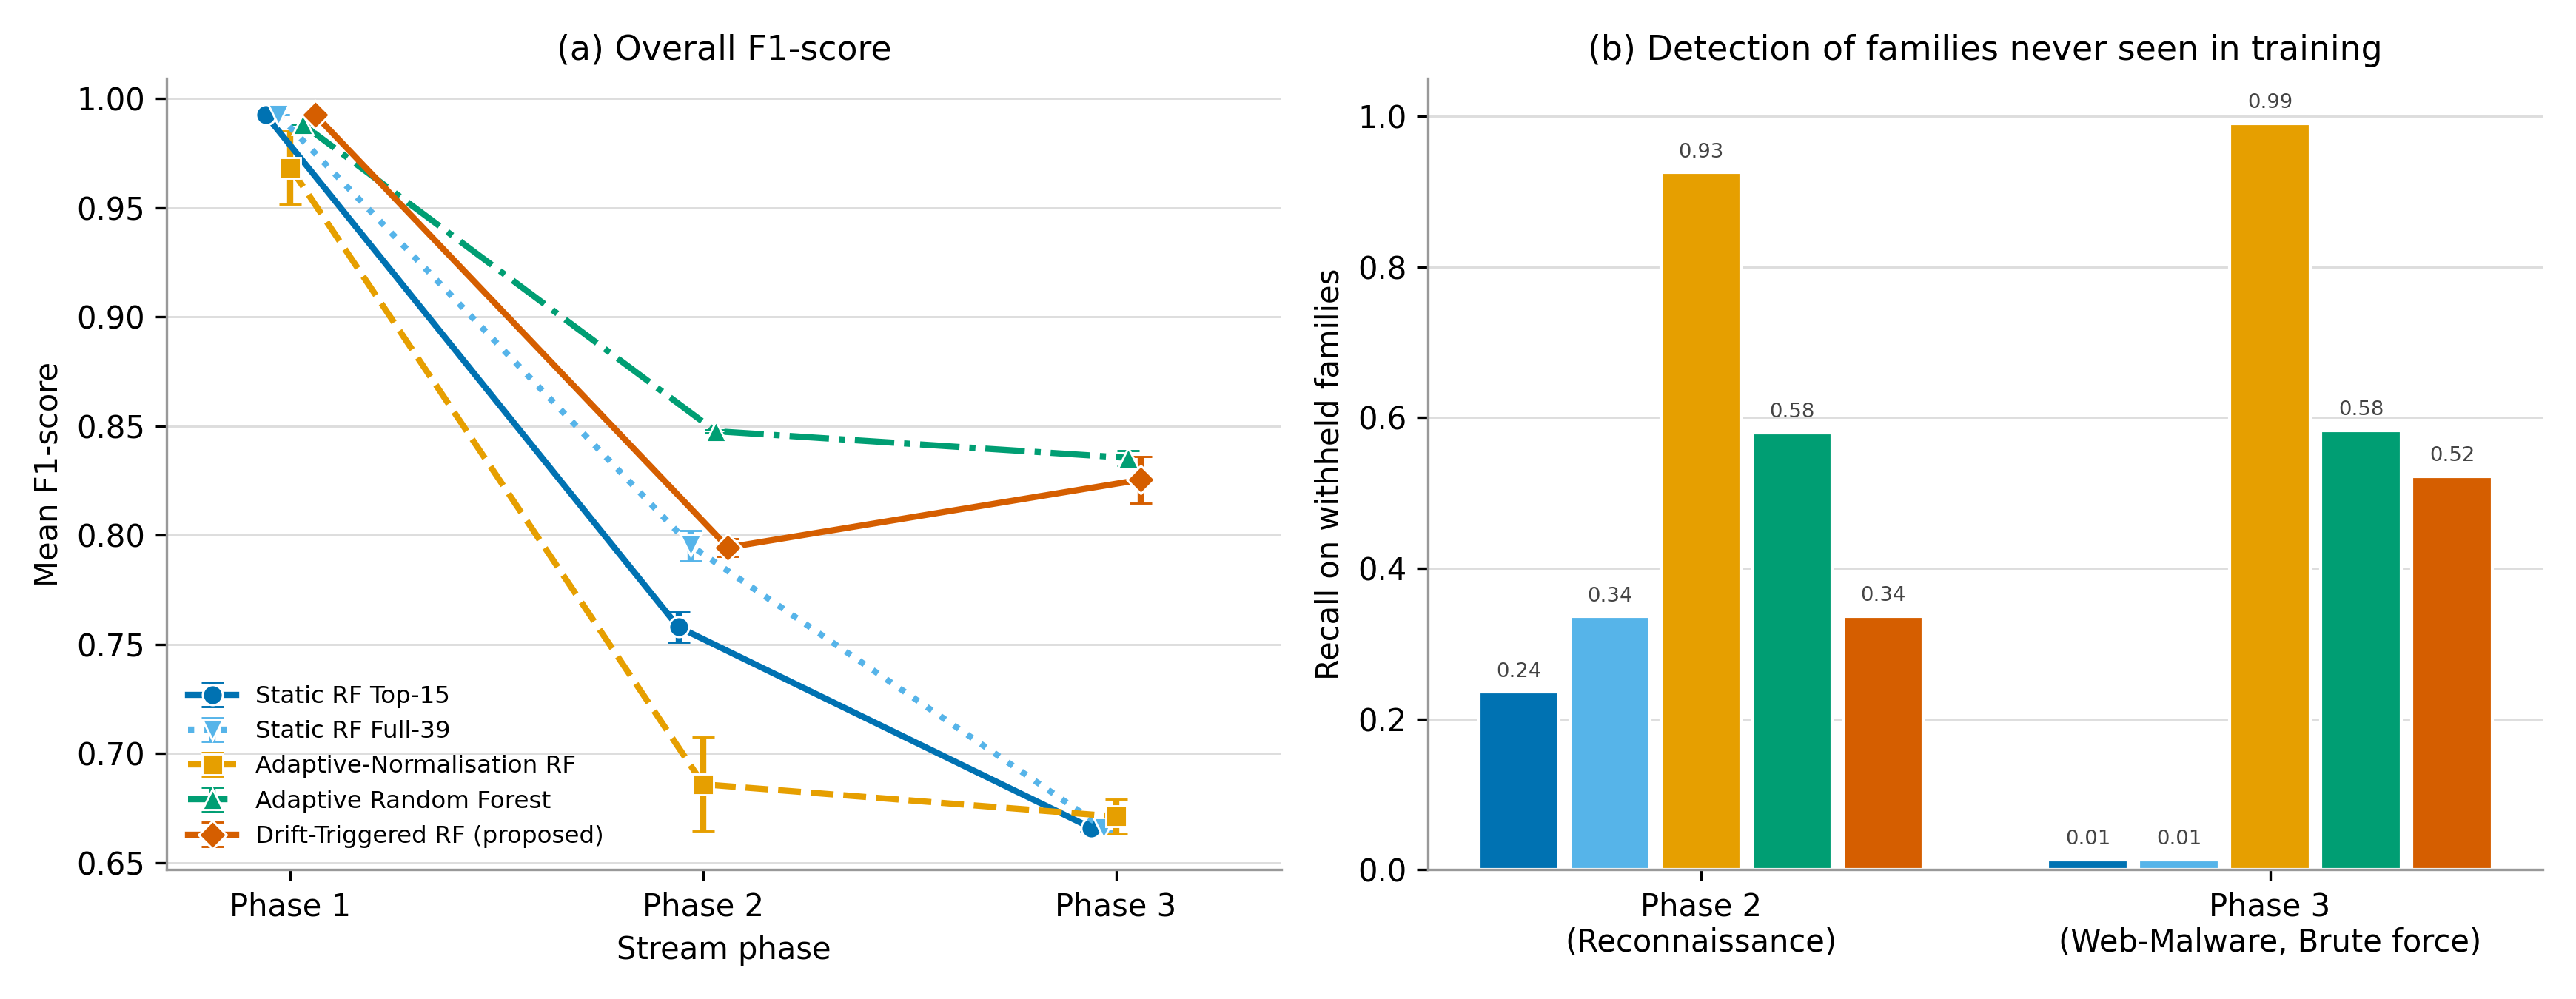 (a) Overall F1-score
Mean F1-score
1.00
0.95
0.90
0.85
0.80
0.75
0.70
0.65
Static RF Top-15
Static RF Full-39
Adaptive-Normalisation RF
Adaptive Random Forest
Drift-Triggered RF (proposed)
Phase 1
Phase 2
Phase 3
Stream phase
(b) Detection of families never seen in training
Recall on withheld families
1.0
0.8
0.6
0.4
0.2
0.0
0.24
0.34
0.93
0.58
0.34
0.01
0.01
0.99
0.58
0.52
Phase 2
(Reconnaissance)
Phase 3
(Web-Malware, Brute force)